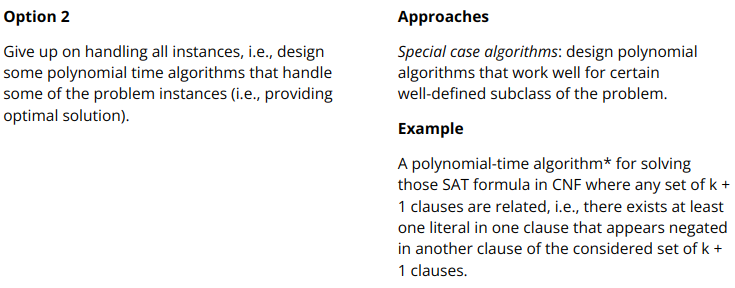 Option 2
Give up on handling all instances, i.e., design
some polynomial time algorithms that handle
some of the problem instances (i.e., providing
optimal solution).
Approaches
Special case algorithms: design polynomial
algorithms that work well for certain
well-defined subclass of the problem.
Example
A polynomial-time algorithm* for solving
those SAT formula in CNF where any set of k +
1 clauses are related, i.e., there exists at least
one literal in one clause that appears negated
in another clause of the considered set of k +
1 clauses.